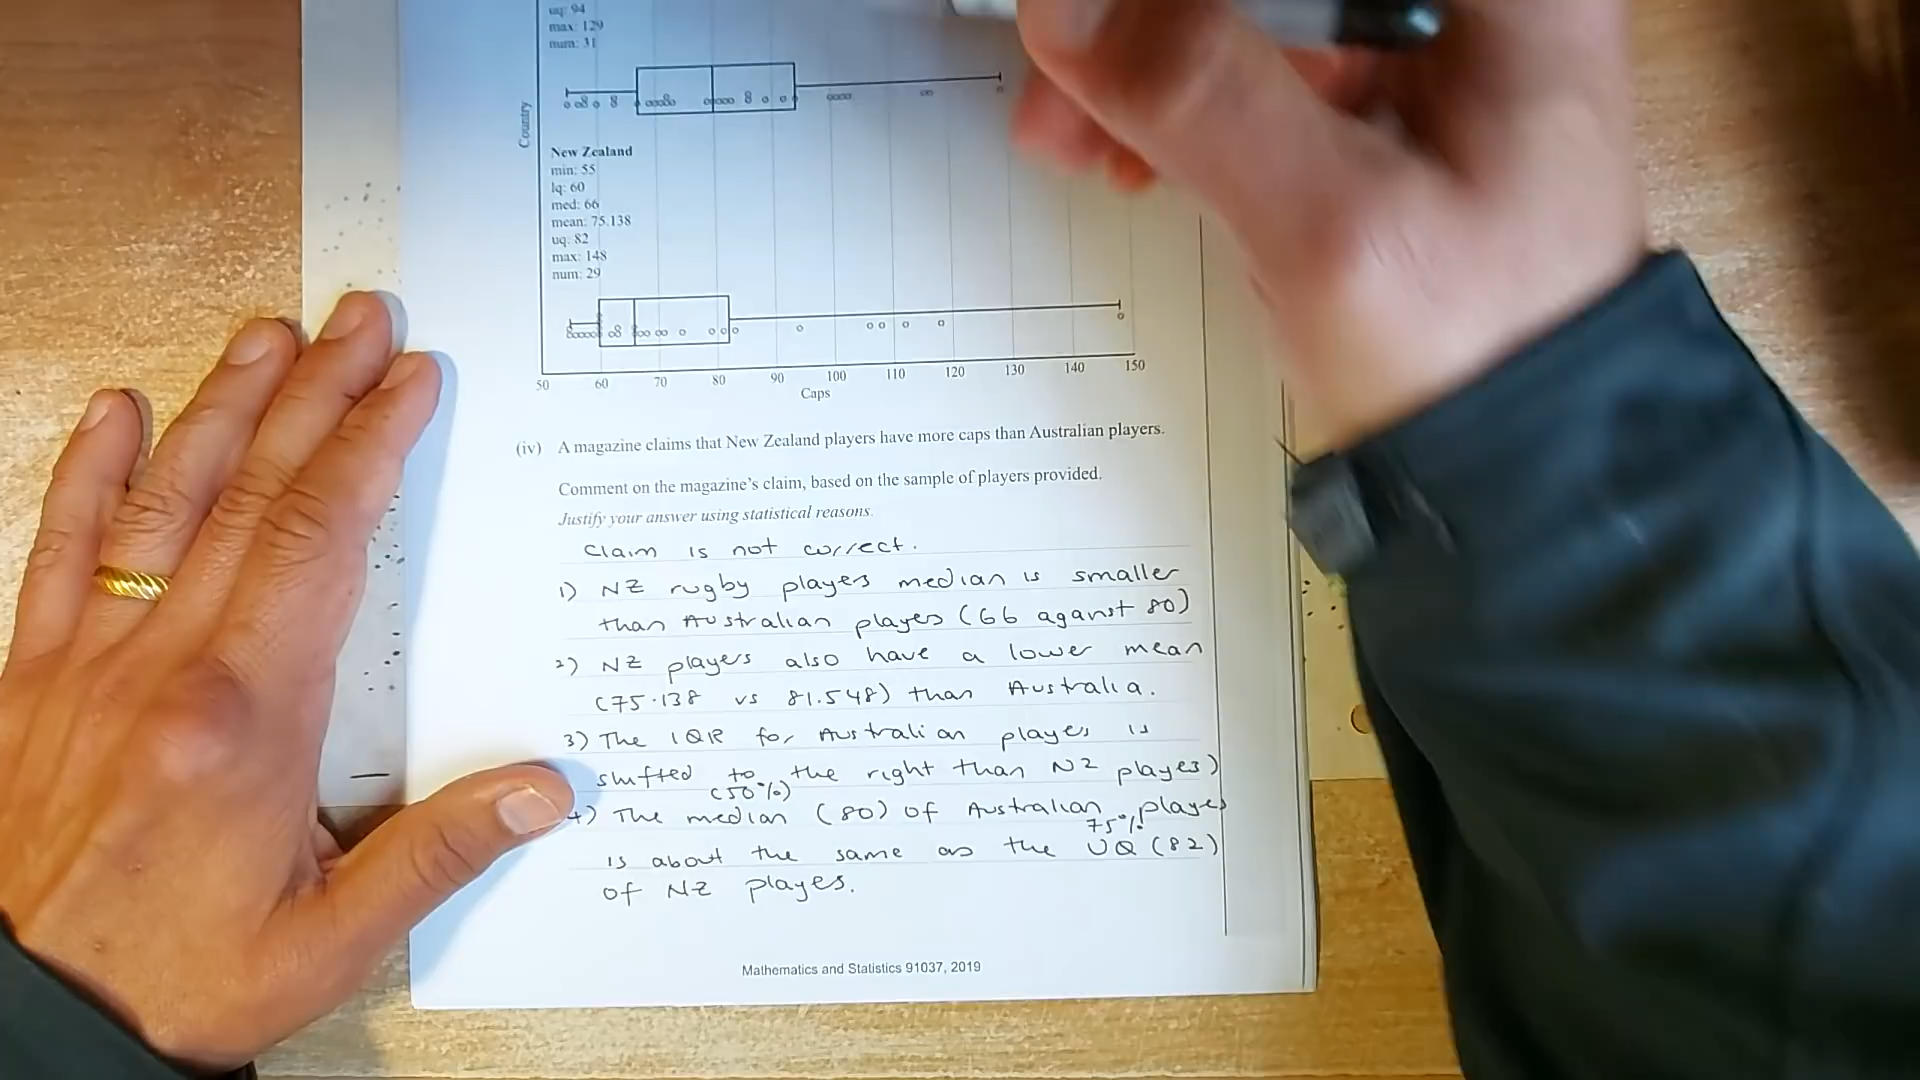 uq: 94
max: 129
num: 31
Country
New Zealand
min: 55
lq: 60
med: 66
mean: 75.138
uq: 82
max: 148
num: 29
50 60 70 80 90 100 110 120 130 140 150
Caps
(iv) A magazine claims that New Zealand players have more caps than Australian players.
Comment on the magazine's claim, based on the sample of players provided.
Justify your answer using statistical reasons.
Claim is not correct.
1) NZ rugby players median is smaller
than Australian players (66 aganst 80)
2) NZ players also have a lower mean
(75.138 vs 81.548) than Australia.
3) The IQR for Australian players is
shifted to the right than NZ players)
(50%)
4) The median (80) of Australian players
75%
is about the same as the UQ (82)
of NZ players.
Mathematics and Statistics 91037, 2019